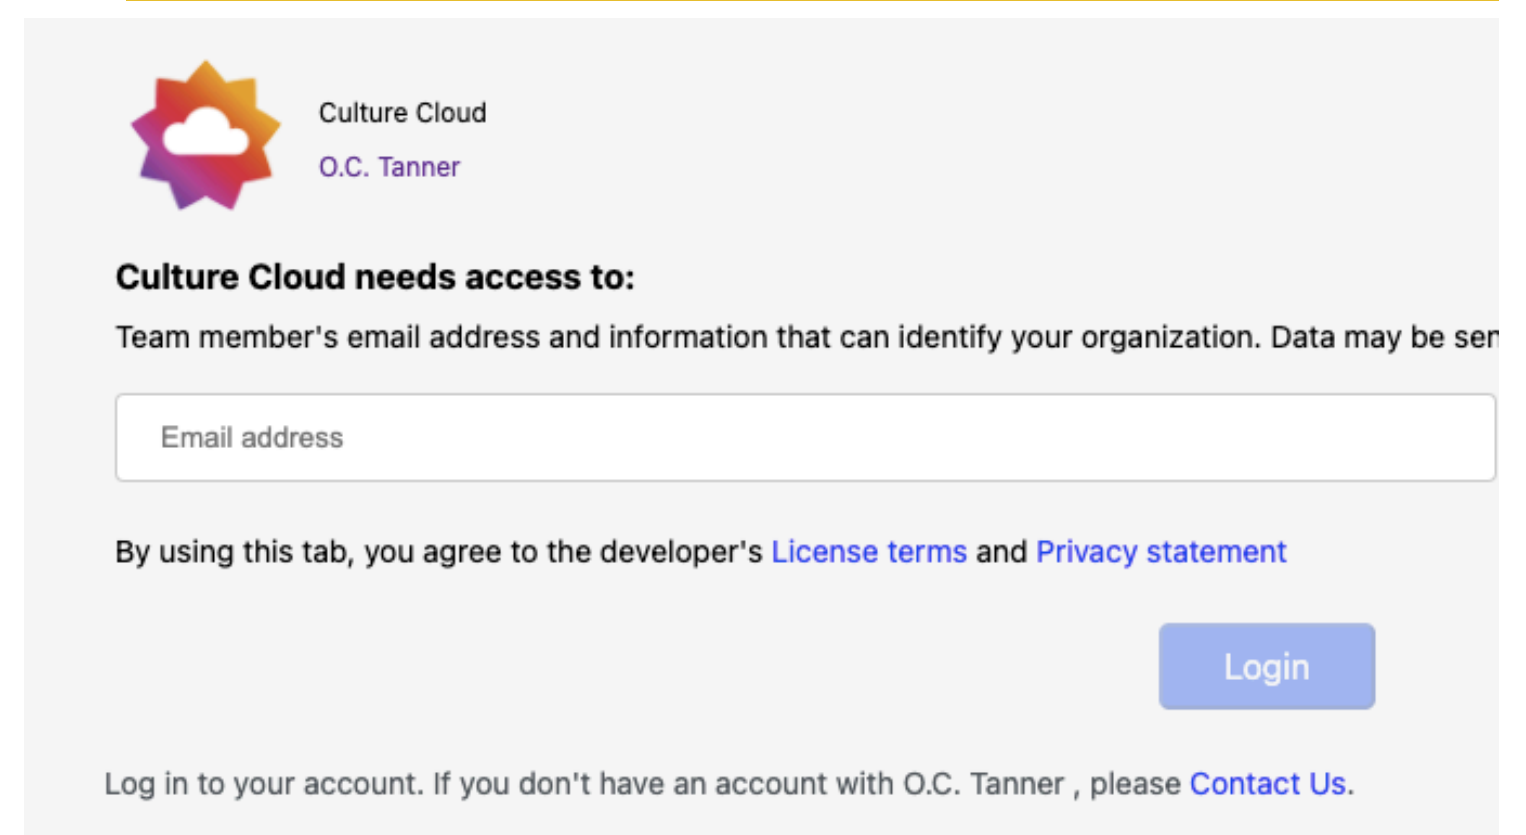 Culture Cloud
O.C. Tanner
Culture Cloud needs access to:
Team member's email address and information that can identify your organization. Data may be
Email address
By using this tab, you agree to the developer's License terms and Privacy statement
Login
Log in to your account. If you don't have an account with O.C. Tanner , please Contact Us.